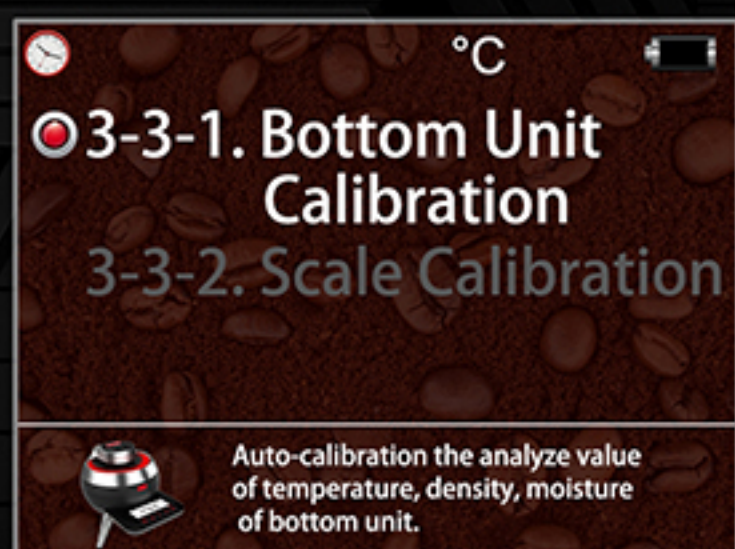 °C
3-3-1. Bottom Unit
Calibration
3-3-2. Scale Calibration
Auto-calibration the analyze value
of temperature, density, moisture
of bottom unit.